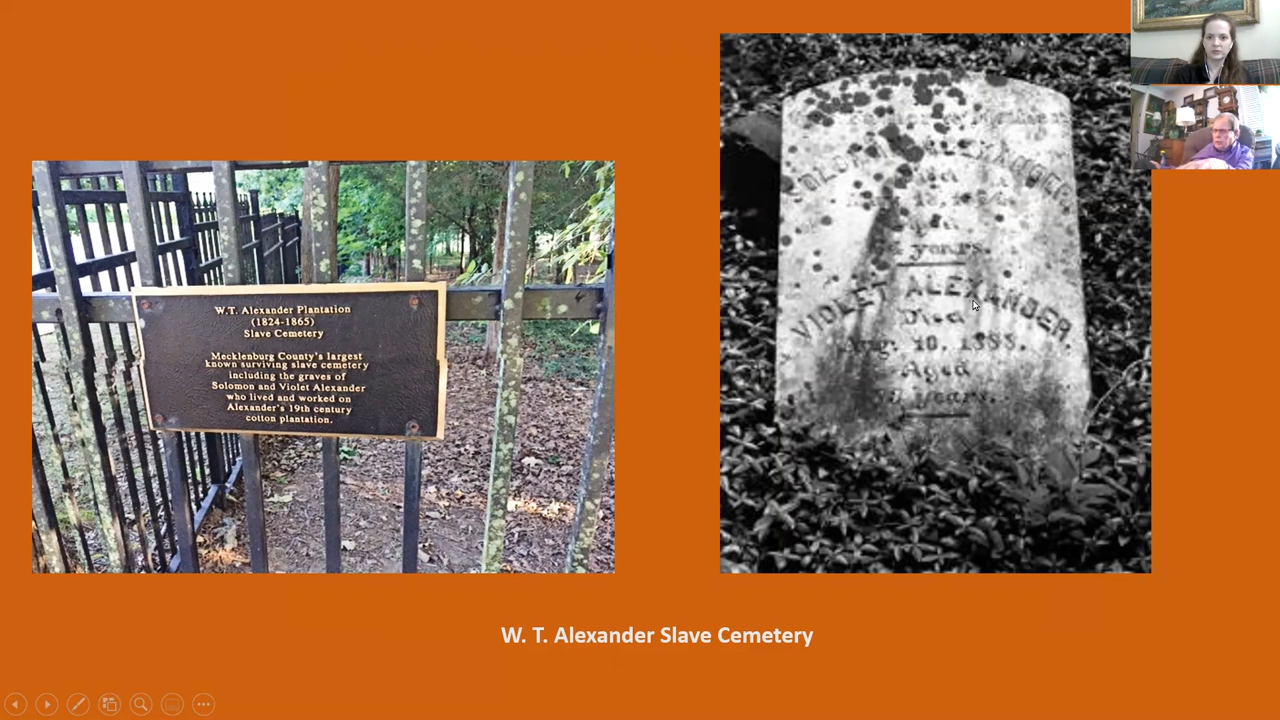 W.T. Alexander Plantation
(1824-1865)
Slave Cemetery
Mecklenburg County's largest
known surviving slave cemetery
including the graves of
Solomon and Violet Alexander
who lived and worked on
Alexander's 19th century
cotton plantation.
years.
VIOLET ALEXANDER,
Died
Aug. 10, 1888.
Aged
years.
W. T. Alexander Slave Cemetery